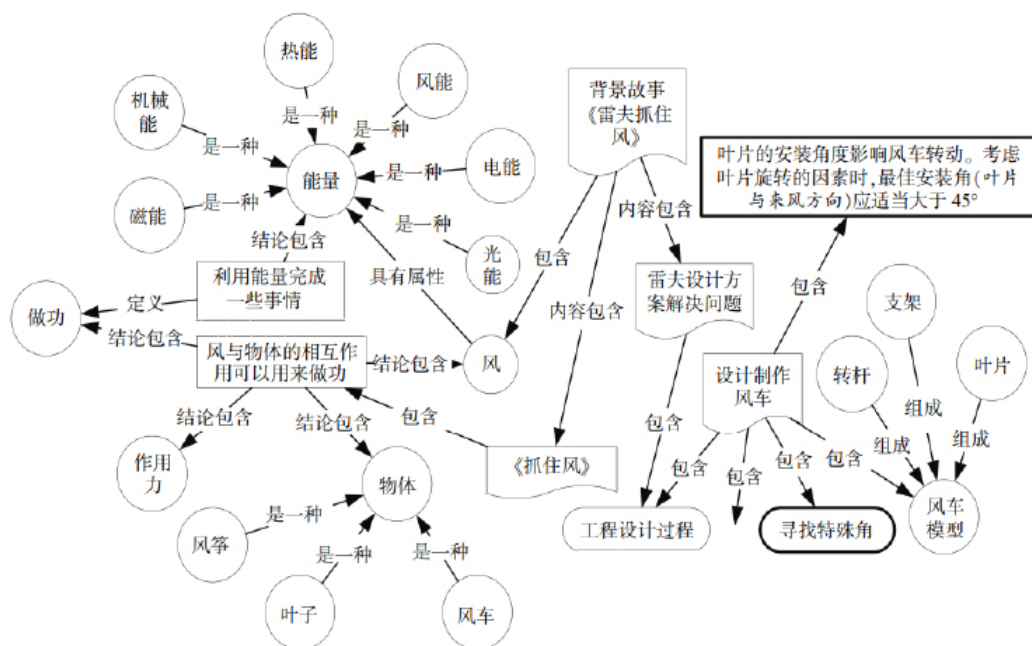 热能
风能
机械
能
是一种
是一种
是一种
能量
是一种
电能
磁能
是一种
是一种
光
能
结论包含
利用能量完成
一些事情
定义
做功
结论包含
具有属性
风与物体的相互作
用可以用来做功
结论包含
风
结论包含
结论包含
包含
作用
力
物体
《抓住风》
是一种
风筝
是一种
是一种
叶子
风车
背景故事
《雷夫抓住
风》
内容包含
包含
内容包含
雷夫设计方
案解决问题
叶片的安装角度影响风车转动。考虑
叶片旋转的因素时,最佳安装角(叶片
与来风方向)应适当大于 45°
包含
支架
设计制作
风车
转杆
叶片
包含
组成
组成
组成
包含
包含
包含
包含
工程设计过程
寻找特殊角
风车
模型